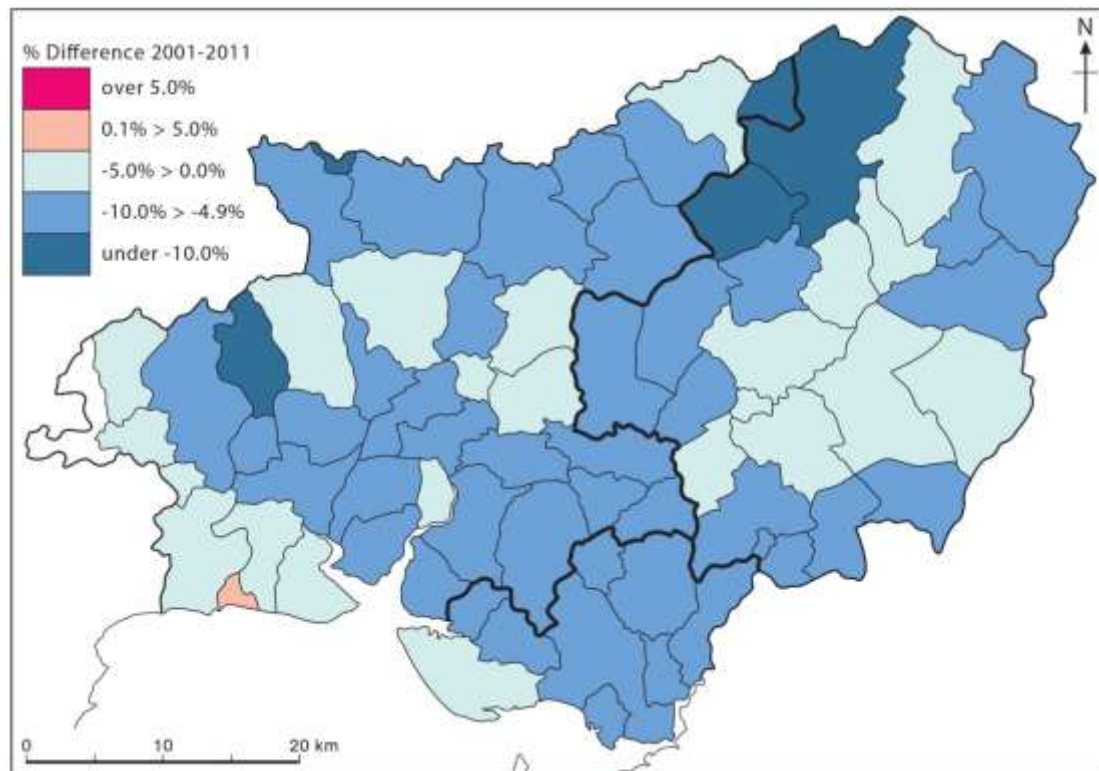 % Difference 2001-2011
over 5.0%
0.1% > 5.0%
-5.0% > 0.0%
-10.0% > -4.9%
under -10.0%
N
0 10 20 km